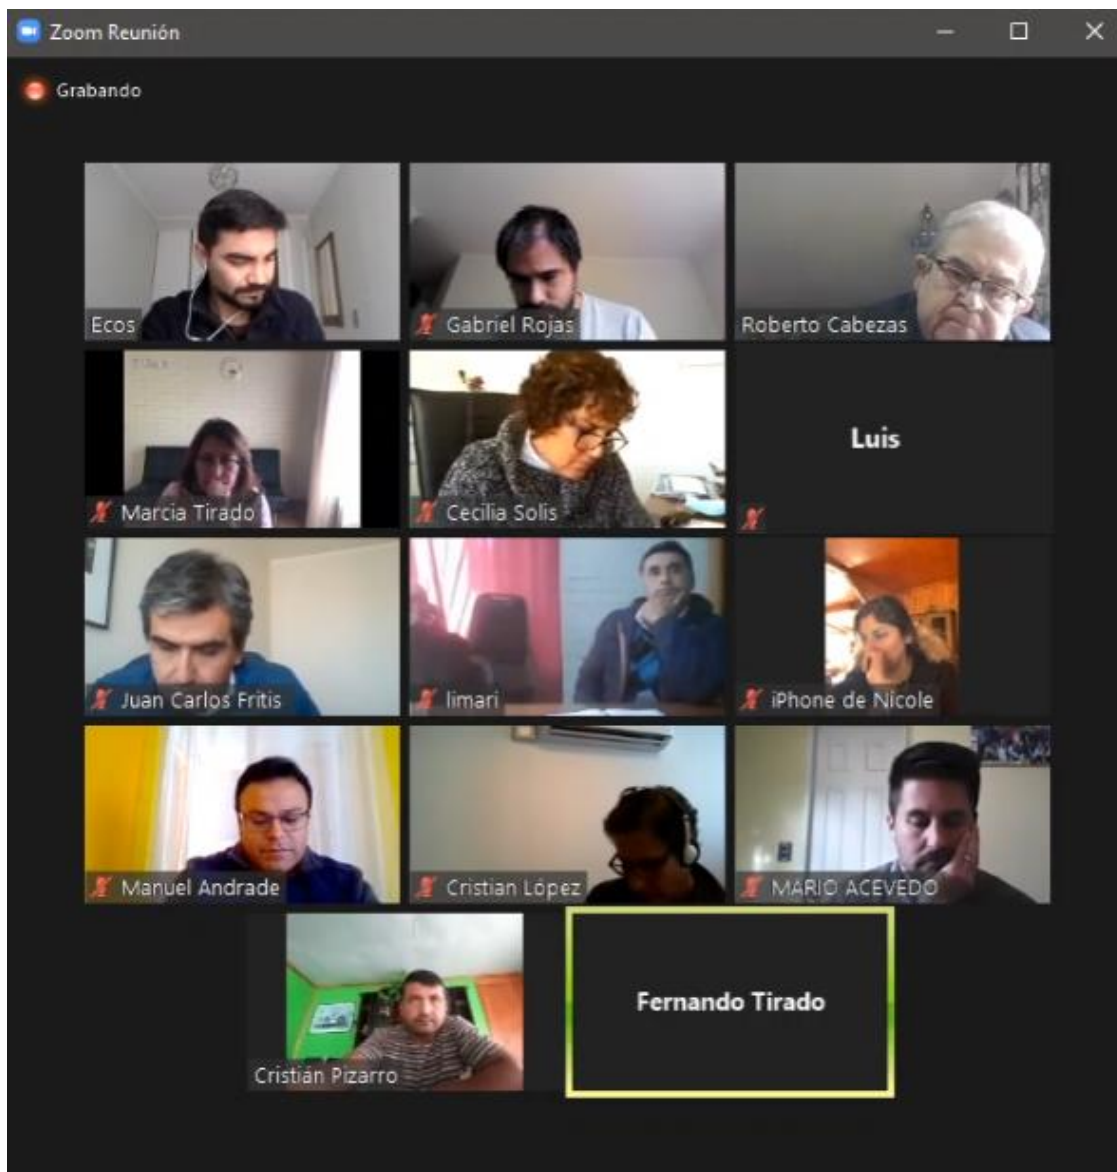 Zoom Reunión
Grabando
Ecos
Gabriel Rojas
Roberto Cabezas
Marcia Tirado
Cecilia Solis
Luis
Juan Carlos Fritis
limari
iPhone de Nicole
Manuel Andrade
Cristian López
MARIO ACEVEDO
Cristián Pizarro
Fernando Tirado